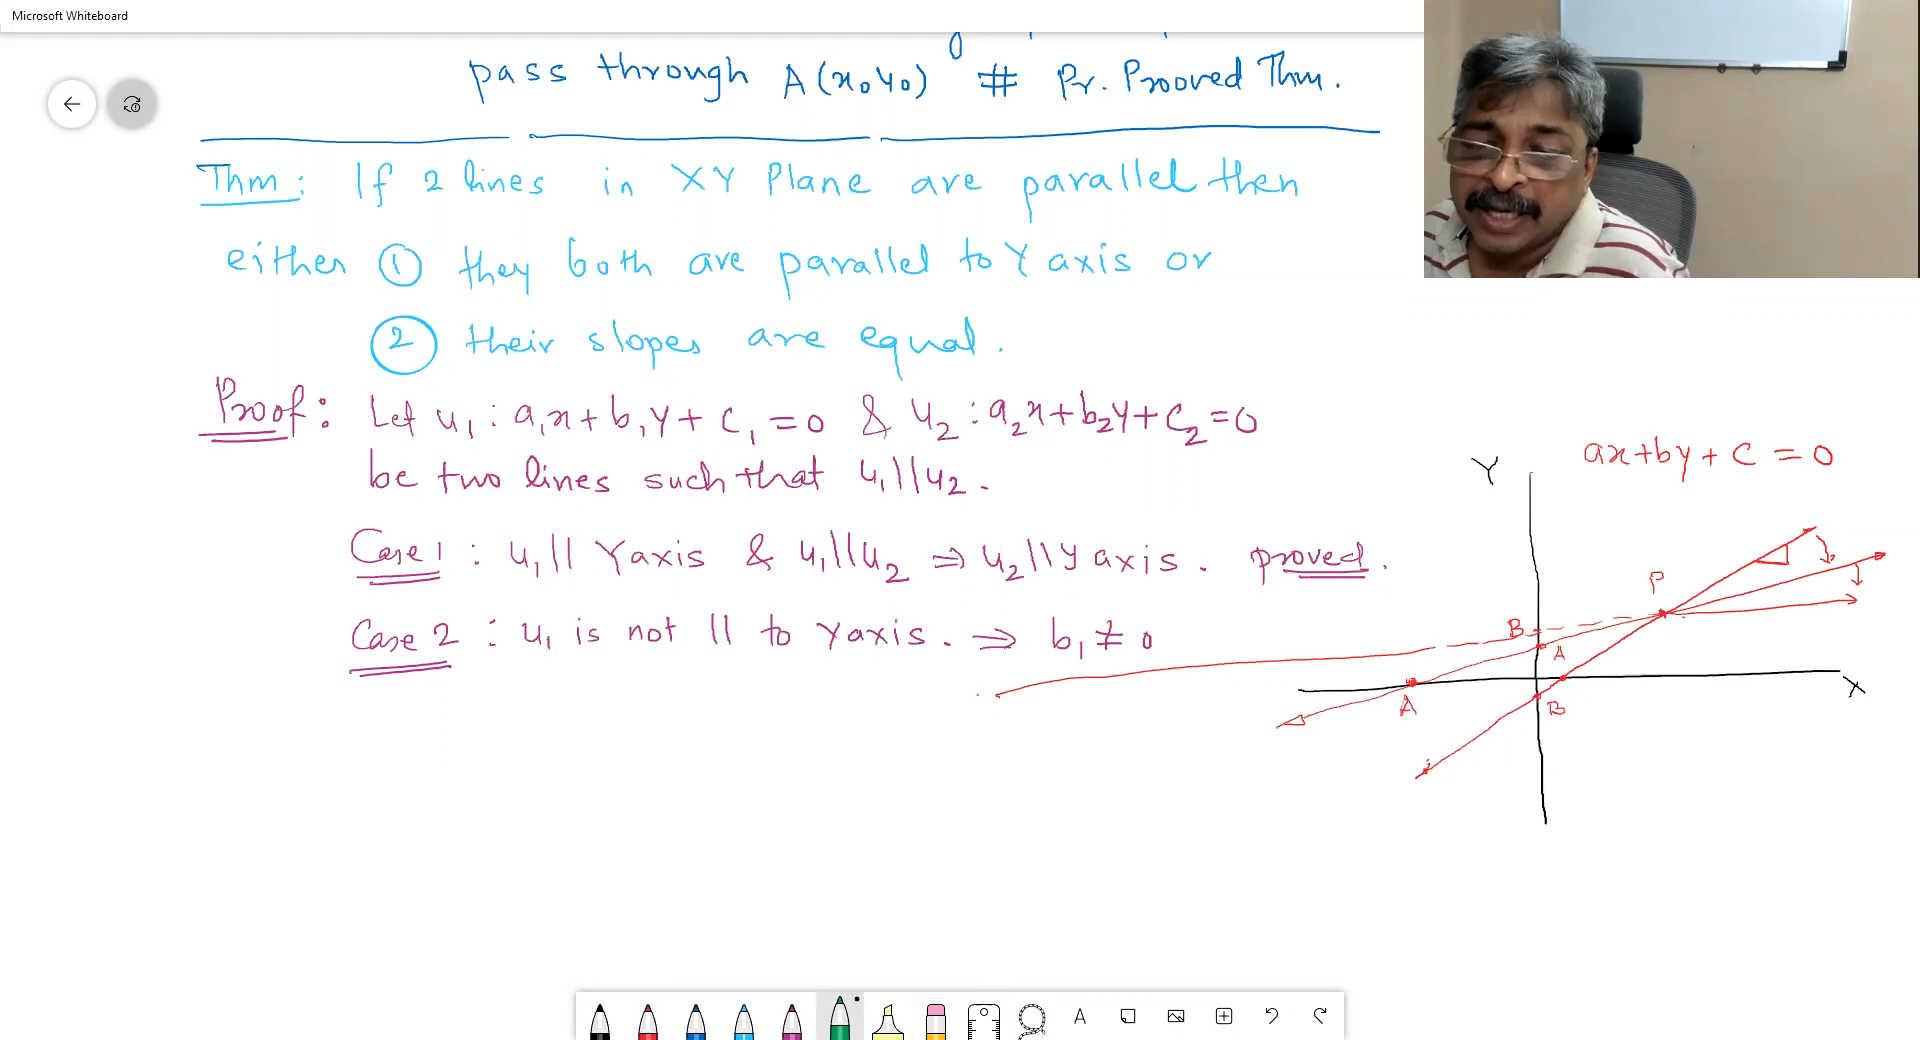 Microsoft Whiteboard
pass through A(x₀y₀) # Pr. Prooved Thm.
Thm: If 2 lines in XY Plane are parallel then
either ① they both are parallel to Y axis or
② their slopes are equal.
Proof: Let u₁ : a₁x + b₁y + c₁ = 0 & u₂ : a₂x + b₂y + c₂ = 0
be two lines such that u₁ || u₂.
Case 1 : u₁ || Y axis & u₁ || u₂ ⇒ u₂ || y axis. proved.
Case 2 : u₁ is not || to Y axis. ⇒ b₁ ≠ 0
ax + by + c = 0
Y
P
B
A
X
A
B